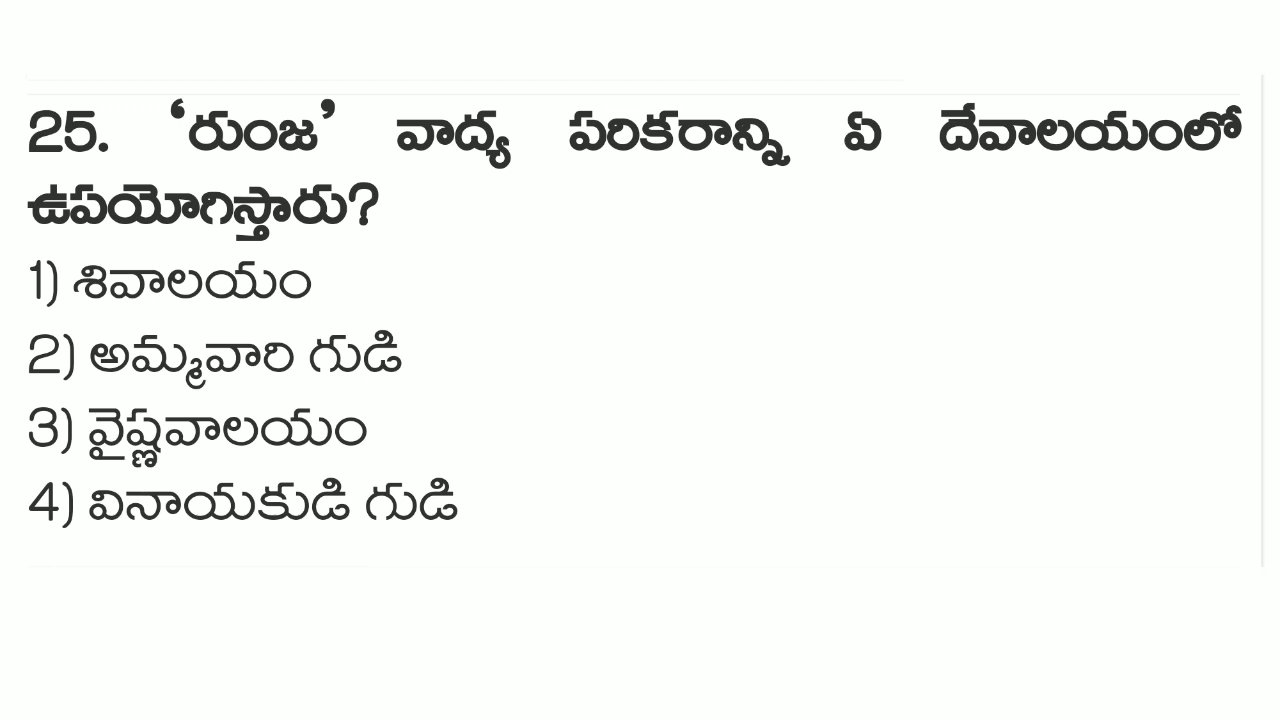 25. ‘రుంజ’ వాద్య పరికరాన్ని ఏ దేవాలయంలో
ఉపయోగిస్తారు?
1) శివాలయం
2) అమ్మవారి గుడి
3) వైష్ణవాలయం
4) వినాయకుడి గుడి